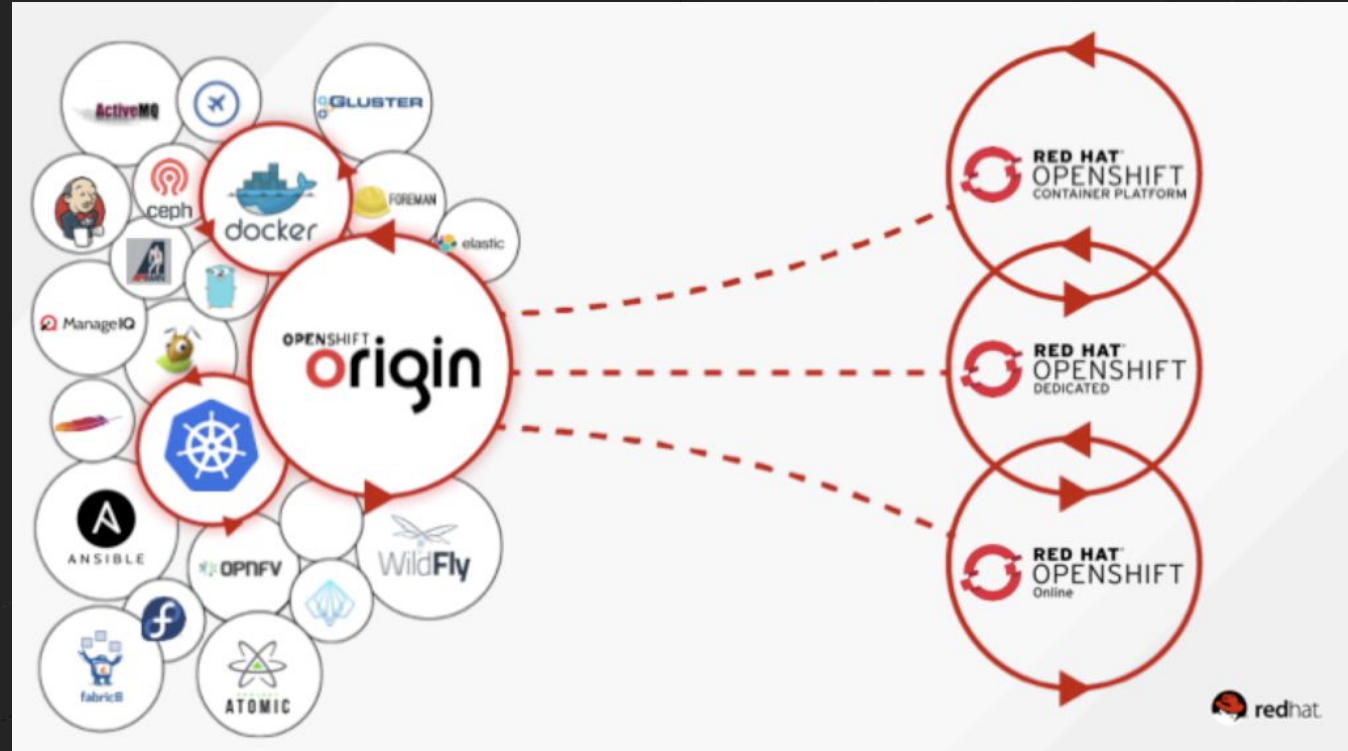 ActiveMQ
GLUSTER
ceph
docker
FOREMAN
elastic
ManageIQ
OPENSHIFT
origin
ANSIBLE
OPNFV
WildFly
fabric8
PROJECT
ATOMIC
RED HAT
OPENSHIFT
CONTAINER PLATFORM
RED HAT
OPENSHIFT
DEDICATED
RED HAT
OPENSHIFT
Online
redhat.